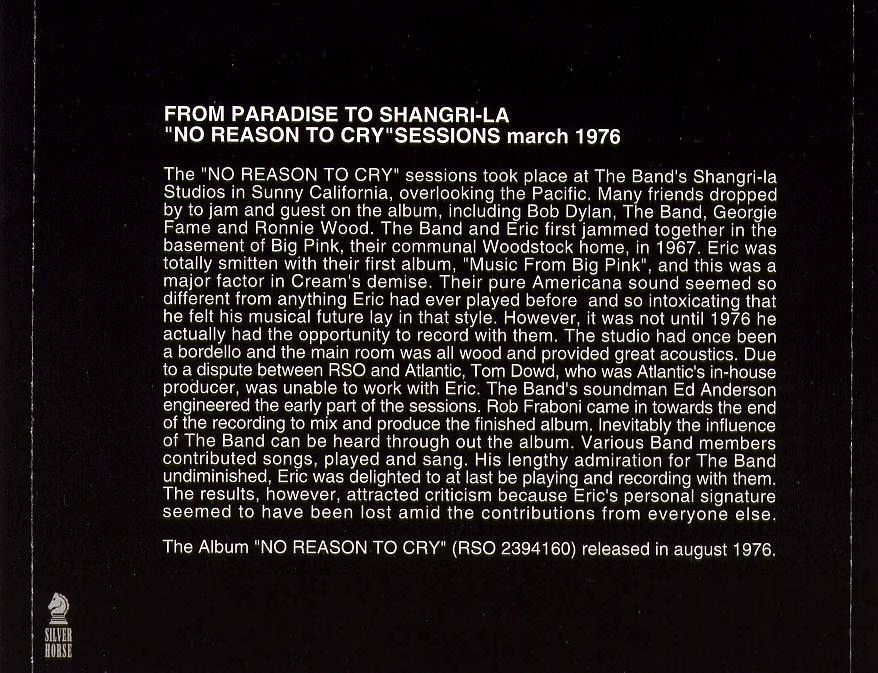 FROM PARADISE TO SHANGRI-LA
"NO REASON TO CRY"SESSIONS march 1976
The "NO REASON TO CRY" sessions took place at The Band's Shangri-la
Studios in Sunny California, overlooking the Pacific. Many friends dropped
by to jam and guest on the album, including Bob Dylan, The Band, Georgie
Fame and Ronnie Wood. The Band and Eric first jammed together in the
basement of Big Pink, their communal Woodstock home, in 1967. Eric was
totally smitten with their first album, "Music From Big Pink", and this was a
major factor in Cream's demise. Their pure Americana sound seemed so
different from anything Eric had ever played before  and so intoxicating that
he felt his musical future lay in that style. However, it was not until 1976 he
actually had the opportunity to record with them. The studio had once been
a bordello and the main room was all wood and provided great acoustics. Due
to a dispute between RSO and Atlantic, Tom Dowd, who was Atlantic's in-house
producer, was unable to work with Eric. The Band's soundman Ed Anderson
engineered the early part of the sessions. Rob Fraboni came in towards the end
of the recording to mix and produce the finished album. Inevitably the influence
of The Band can be heard through out the album. Various Band members
contributed songs, played and sang. His lengthy admiration for The Band
undiminished, Eric was delighted to at last be playing and recording with them.
The results, however, attracted criticism because Eric's personal signature
seemed to have been lost amid the contributions from everyone else.
The Album "NO REASON TO CRY" (RSO 2394160) released in august 1976.
SILVER
HORSE